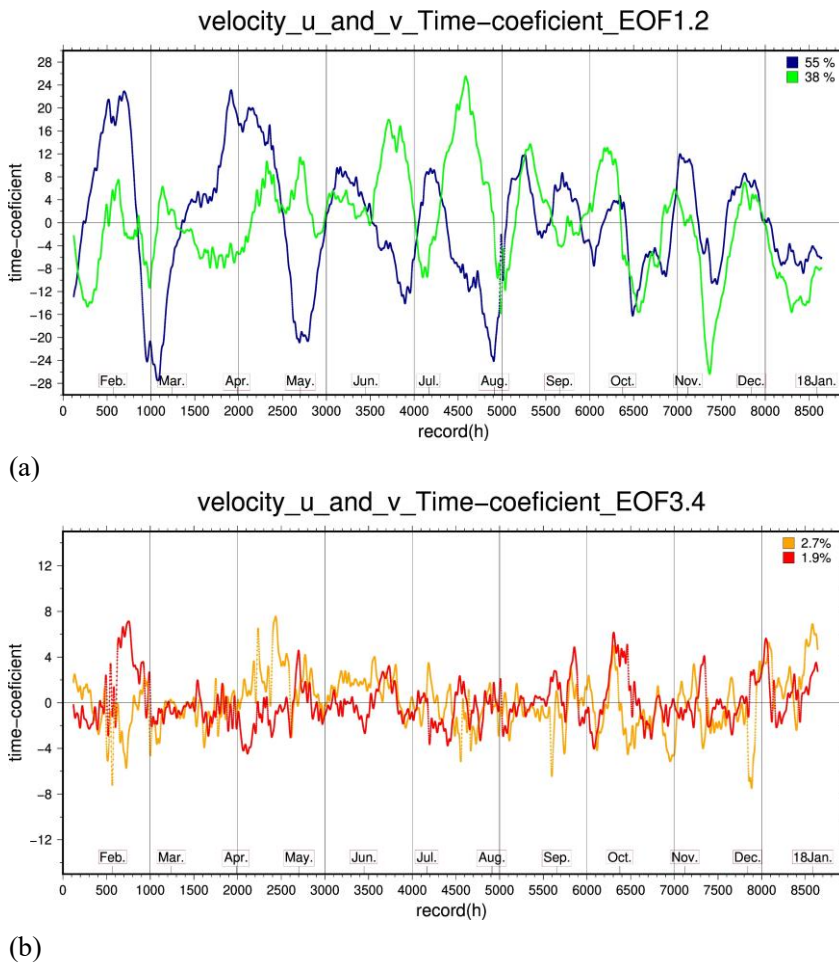 velocity_u_and_v_Time-coeficient_EOF1.2
55 %
38 %
28
24
20
16
12
8
4
0
-4
-8
-12
-16
-20
-24
-28
time-coeficient
Feb. Mar. Apr. May. Jun. Jul. Aug. Sep. Oct. Nov. Dec. 18Jan.
0 500 1000 1500 2000 2500 3000 3500 4000 4500 5000 5500 6000 6500 7000 7500 8000 8500
record(h)
(a)
velocity_u_and_v_Time-coeficient_EOF3.4
2.7%
1.9%
12
8
4
0
-4
-8
-12
time-coeficient
Feb. Mar. Apr. May. Jun. Jul. Aug. Sep. Oct. Nov. Dec. 18Jan.
0 500 1000 1500 2000 2500 3000 3500 4000 4500 5000 5500 6000 6500 7000 7500 8000 8500
record(h)
(b)